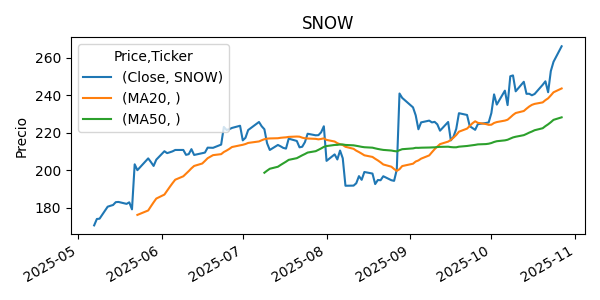 SNOW
Price,Ticker
(Close, SNOW)
(MA20, )
(MA50, )
Precio
260
240
220
200
180
2025-05
2025-06
2025-07
2025-08
2025-09
2025-10
2025-11